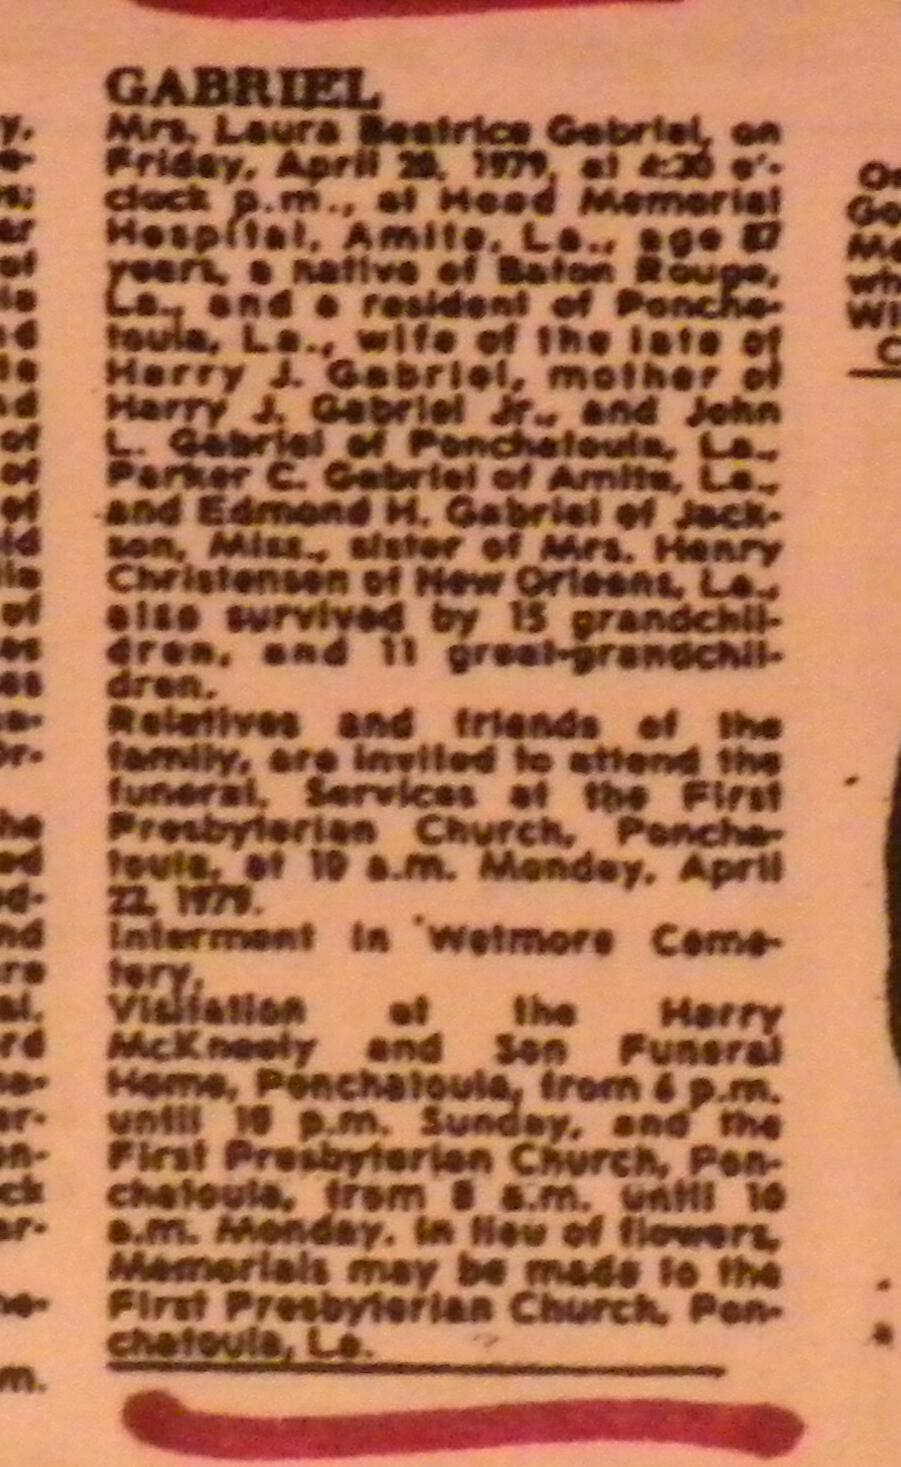 GABRIEL
Mrs. Laura Beatrice Gabriel, on
Friday, April 20, 1979, at 4:30 o'-
clock p.m., at Hood Memorial
Hospital, Amite, La., age 87
years, a native of Baton Rouge,
La., and a resident of Poncha-
toula, La., wife of the late of
Harry J. Gabriel, mother of
Harry J. Gabriel Jr., and John
L. Gabriel of Ponchatoula, La.,
Parker C. Gabriel of Amite, La.,
and Edmond H. Gabriel of Jack-
son, Miss., sister of Mrs. Henry
Christensen of New Orleans, La.,
also survived by 15 grandchil-
dren, and 11 great-grandchil-
dren.
Relatives and friends of the
family, are invited to attend the
funeral. Services at the First
Presbyterian Church, Poncha-
toula, at 10 a.m. Monday, April
1979.
Interment in Wetmore Ceme-
tery.
Visitation at the Harry
McKneely and Son Funeral
Home, Ponchatoula, from 6 p.m.
until 10 p.m. Sunday, and the
First Presbyterian Church, Pon-
chatoula, from 8 a.m. until 10
a.m. Monday. In lieu of flowers,
Memorials may be made to the
First Presbyterian Church, Pon-
chatoula, La.